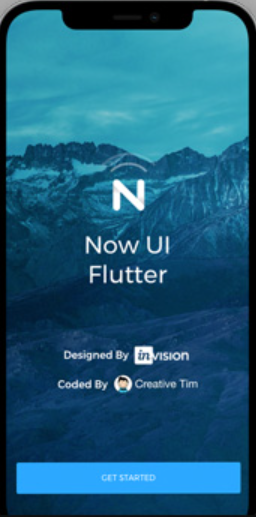 N
Now UI
Flutter
Designed By inVISION
Coded By Creative Tim
GET STARTED